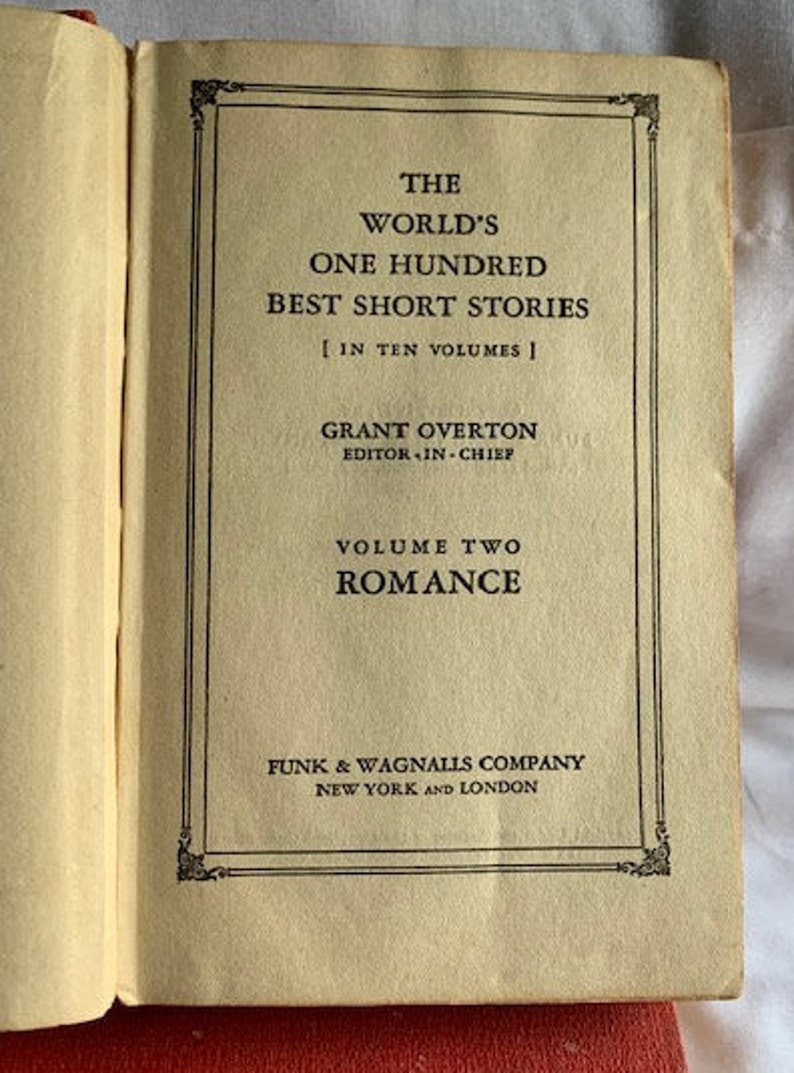 THE
WORLD'S
ONE HUNDRED
BEST SHORT STORIES
[ IN TEN VOLUMES ]
GRANT OVERTON
EDITOR-IN-CHIEF
VOLUME TWO
ROMANCE
FUNK & WAGNALLS COMPANY
NEW YORK AND LONDON